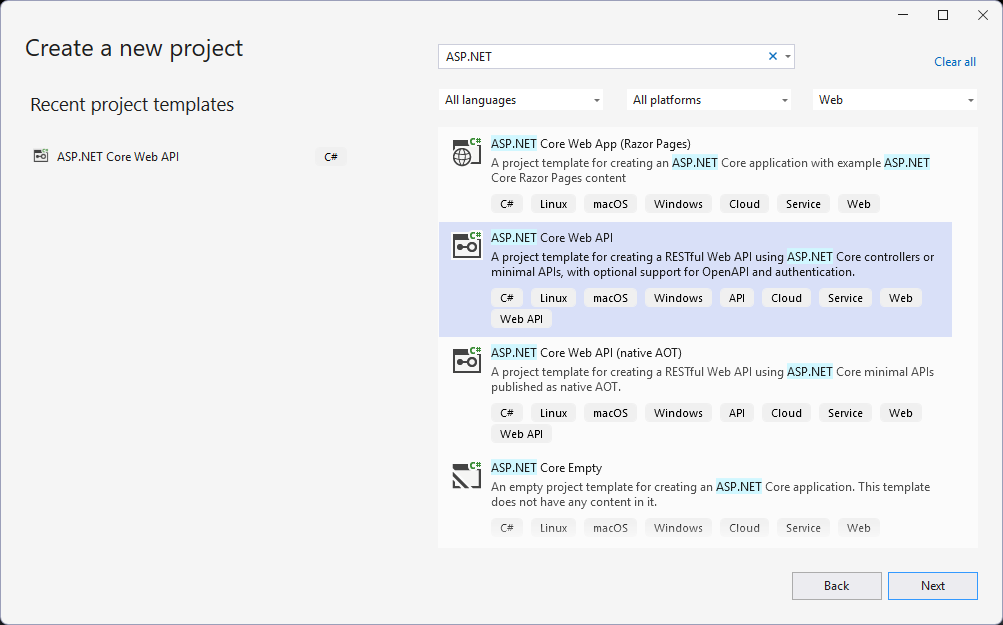 Create a new project
ASP.NET
Clear all
Recent project templates
All languages
All platforms
Web
ASP.NET Core Web API
C#
C#
ASP.NET Core Web App (Razor Pages)
A project template for creating an ASP.NET Core application with example ASP.NET
Core Razor Pages content
C# Linux macOS Windows Cloud Service Web
C#
ASP.NET Core Web API
A project template for creating a RESTful Web API using ASP.NET Core controllers or
minimal APIs, with optional support for OpenAPI and authentication.
C# Linux macOS Windows API Cloud Service Web
Web API
C#
ASP.NET Core Web API (native AOT)
A project template for creating a RESTful Web API using ASP.NET Core minimal APIs
published as native AOT.
C# Linux macOS Windows API Cloud Service Web
Web API
C#
ASP.NET Core Empty
An empty project template for creating an ASP.NET Core application. This template
does not have any content in it.
C# Linux macOS Windows Cloud Service Web
Back
Next